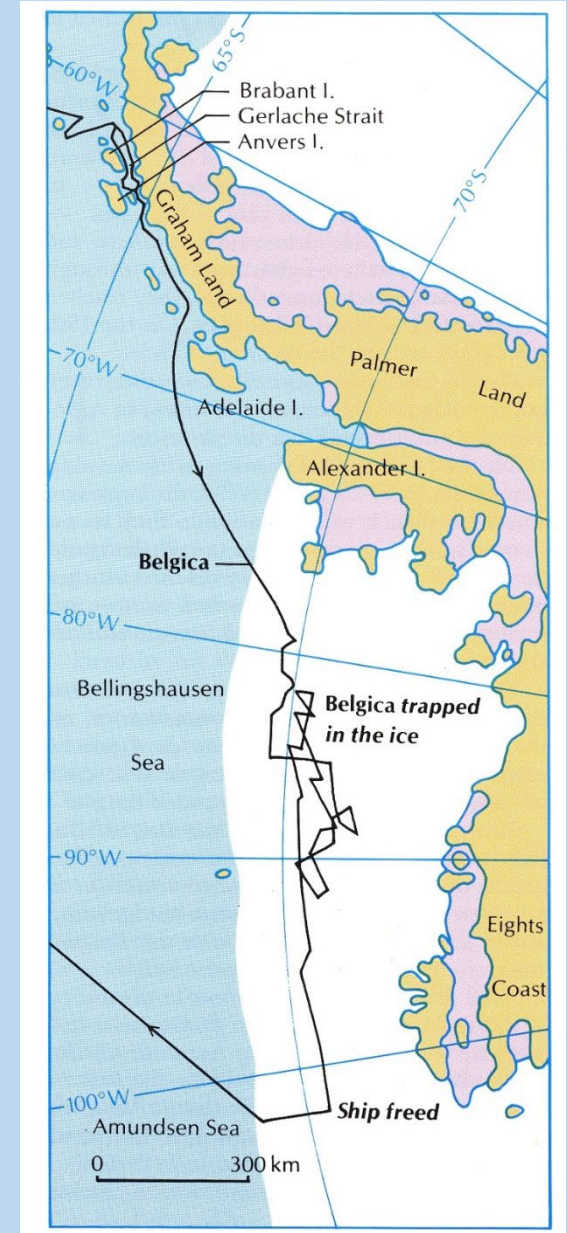 60°W
65°S
Brabant I.
Gerlache Strait
Anvers I.
70°S
Graham Land
70°W
Palmer
Land
Adelaide I.
Alexander I.
Belgica
80°W
Bellingshausen
Sea
Belgica trapped
in the ice
90°W
Eights
Coast
100°W
Ship freed
Amundsen Sea
0 300 km